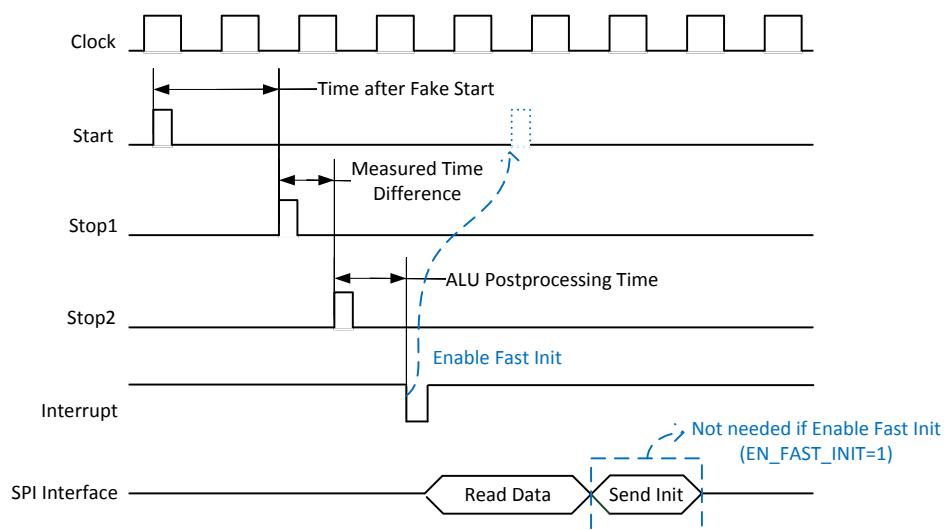 Clock
Time after Fake Start
Start
Measured Time
Difference
Stop1
ALU Postprocessing Time
Stop2
Enable Fast Init
Interrupt
Not needed if Enable Fast Init
(EN_FAST_INIT=1)
SPI Interface
Read Data
Send Init